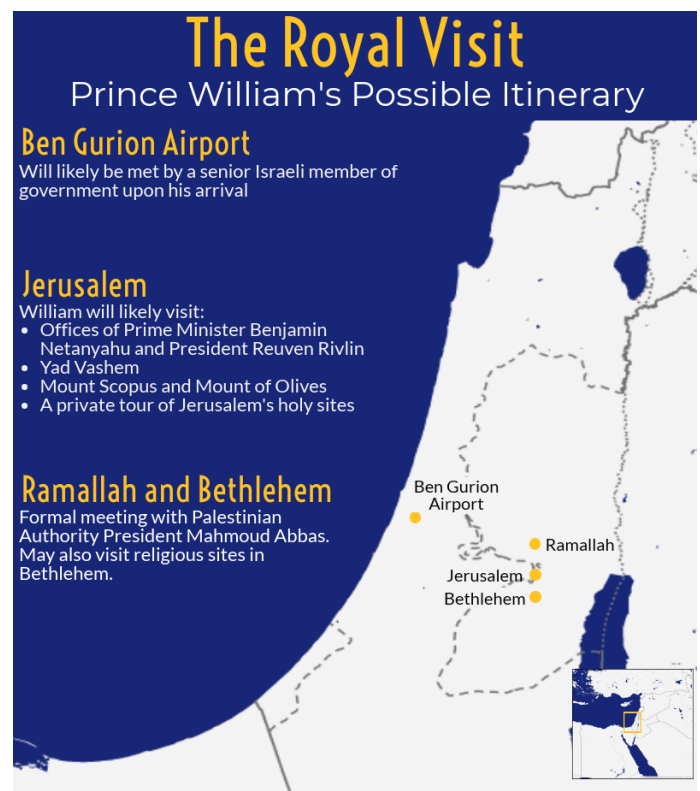 The Royal Visit
Prince William's Possible Itinerary
Ben Gurion Airport
Will likely be met by a senior Israeli member of
government upon his arrival
Jerusalem
William will likely visit:
• Offices of Prime Minister Benjamin
Netanyahu and President Reuven Rivlin
• Yad Vashem
• Mount Scopus and Mount of Olives
• A private tour of Jerusalem's holy sites
Ramallah and Bethlehem
Formal meeting with Palestinian
Authority President Mahmoud Abbas.
May also visit religious sites in
Bethlehem.
Ben Gurion
Airport
Ramallah
Jerusalem
Bethlehem